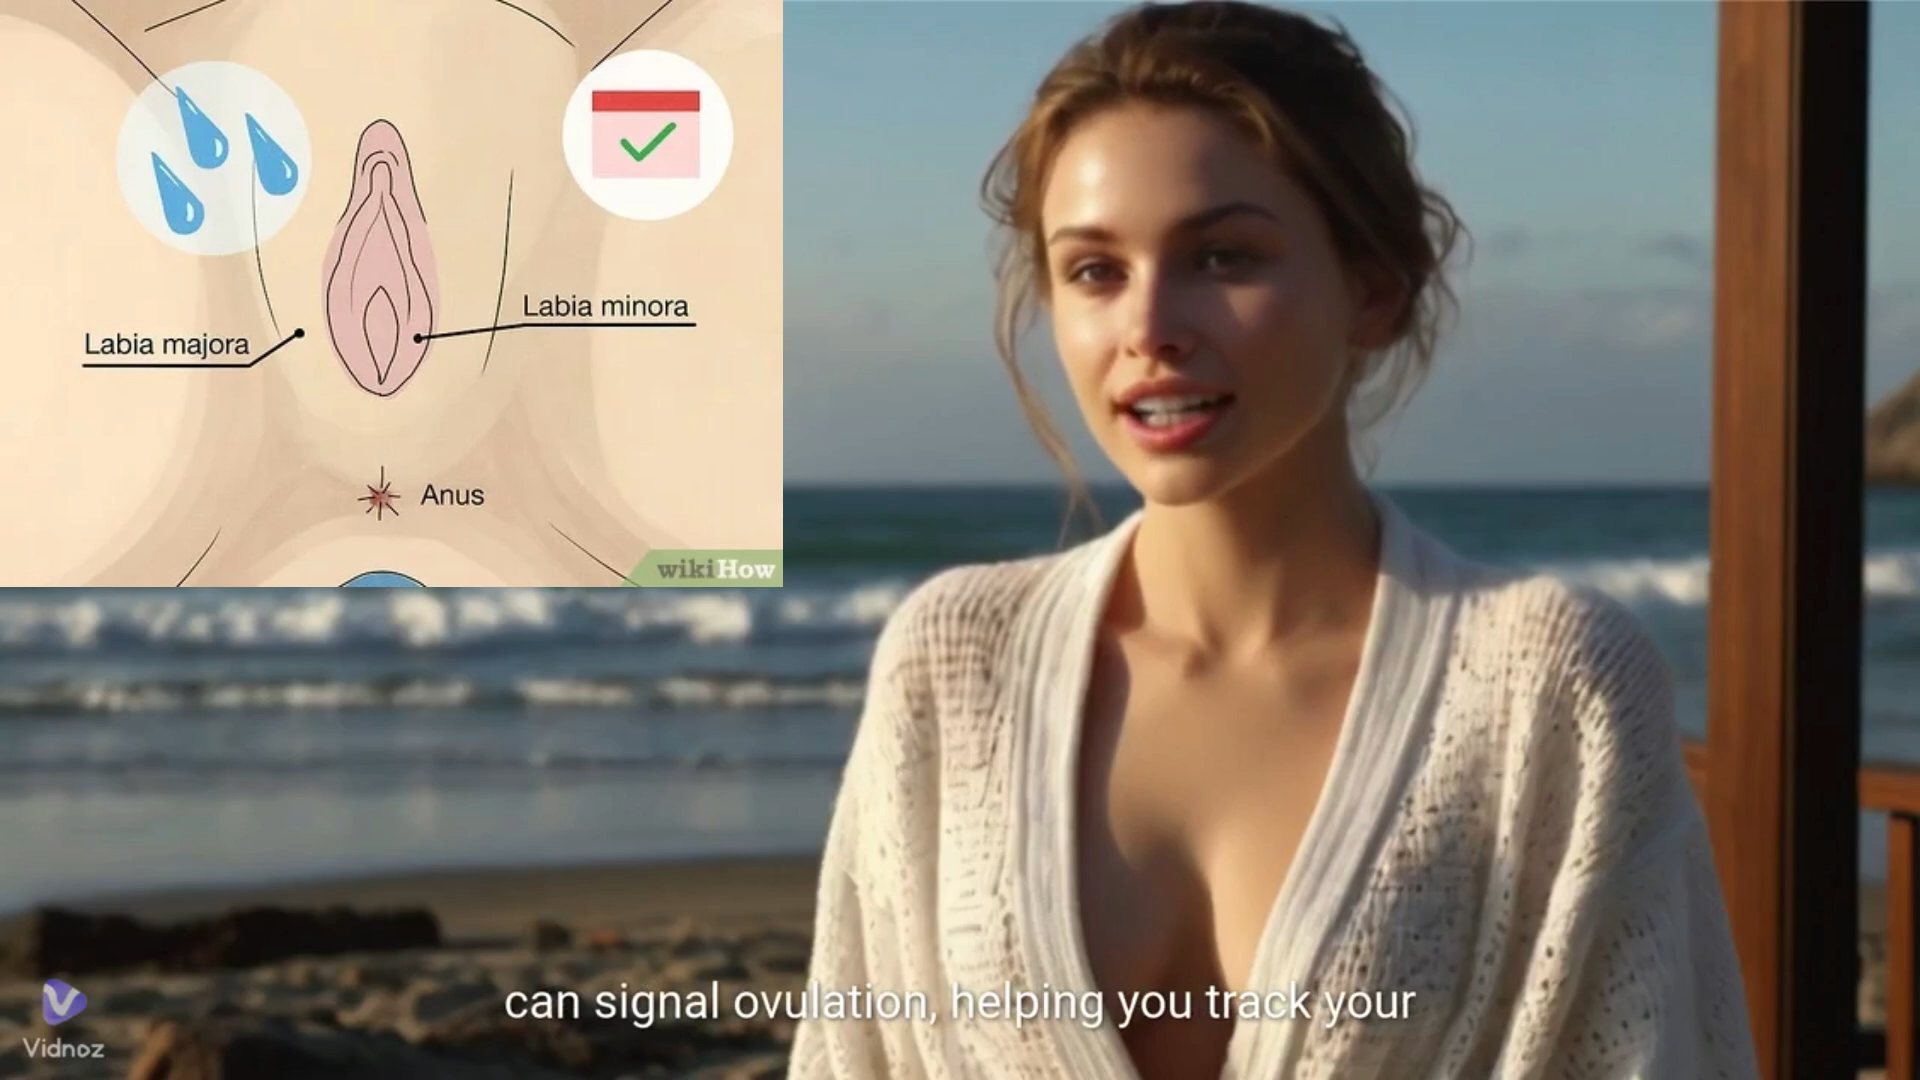 Labia minora
Labia majora
Anus
wikiHow
can signal ovulation, helping you track your
Vidnoz